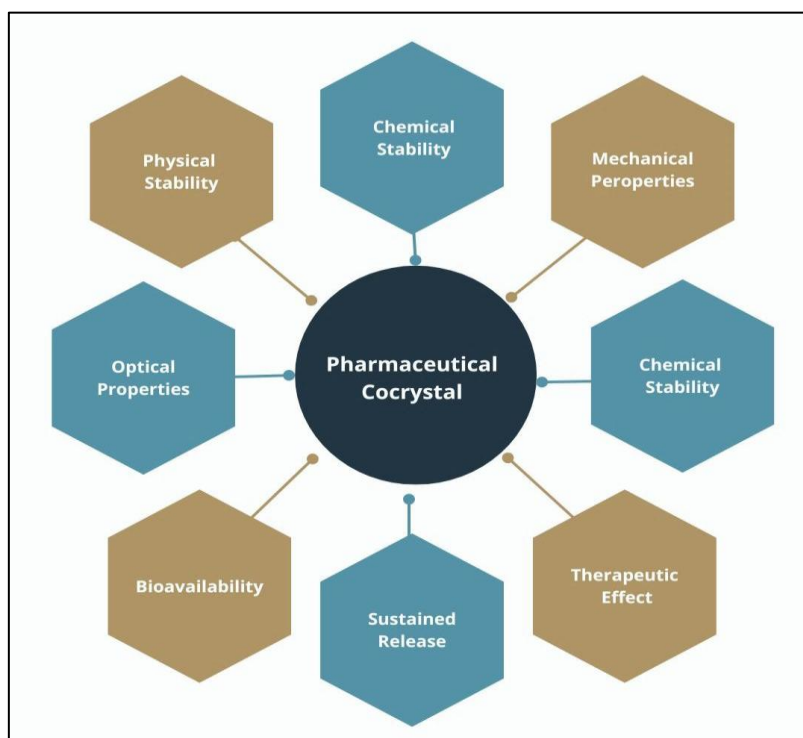 Chemical
Stability
Physical
Stability
Mechanical
Peroperties
Optical
Properties
Pharmaceutical
Cocrystal
Chemical
Stability
Bioavailability
Therapeutic
Effect
Sustained
Release